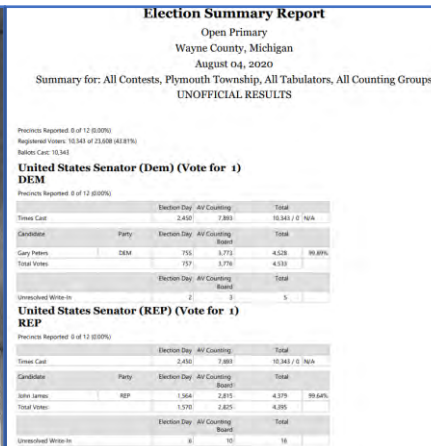 Election Summary Report
Open Primary
Wayne County, Michigan
August 04, 2020
Summary for: All Contests, Plymouth Township, All Tabulators, All Counting Groups
UNOFFICIAL RESULTS
Precincts Reported: 0 of 12 (0.00%)
Registered Voters: 10,343 of 23,608 (43.81%)
Ballots Cast: 10,343
United States Senator (Dem) (Vote for 1)
DEM
Precincts Reported: 0 of 12 (0.00%)
Election Day AV Counting Board Total
Times Cast 2,450 7,893 10,343 / 0 N/A
Candidate Party Election Day AV Counting Board Total
Gary Peters DEM 755 3,773 4,528 99.89%
Total Votes 757 3,776 4,533
Election Day AV Counting Board Total
Unresolved Write-In 2 3 5
United States Senator (REP) (Vote for 1)
REP
Precincts Reported: 0 of 12 (0.00%)
Election Day AV Counting Board Total
Times Cast 2,450 7,893 10,343 / 0 N/A
Candidate Party Election Day AV Counting Board Total
John James REP 1,564 2,815 4,379 99.64%
Total Votes 1,570 2,825 4,395
Election Day AV Counting Board Total
Unresolved Write-In 6 10 16